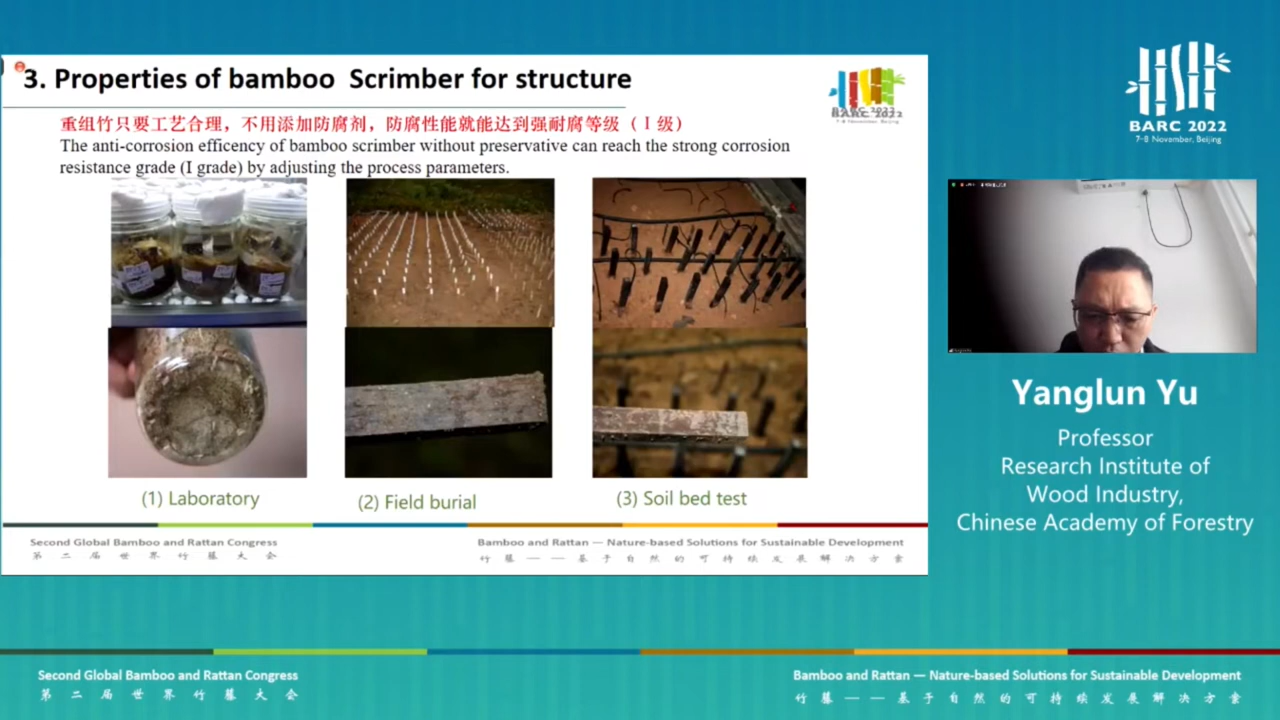 3. Properties of bamboo Scrimber for structure
BARC 2022
7-8 November, Beijing
重组竹只要工艺合理，不用添加防腐剂，防腐性能就能达到强耐腐等级（Ⅰ级）
The anti-corrosion efficency of bamboo scrimber without preservative can reach the strong corrosion
resistance grade (I grade) by adjusting the process parameters.
(1) Laboratory
(2) Field burial
(3) Soil bed test
Second Global Bamboo and Rattan Congress
第二届世界竹藤大会
Bamboo and Rattan — Nature-based Solutions for Sustainable Development
竹藤——基于自然的可持续发展解决方案
BARC 2022
7-8 November, Beijing
Yanglun Yu
Professor
Research Institute of
Wood Industry,
Chinese Academy of Forestry
Second Global Bamboo and Rattan Congress
第二届世界竹藤大会
Bamboo and Rattan — Nature-based Solutions for Sustainable Development
竹藤——基于自然的可持续发展解决方案